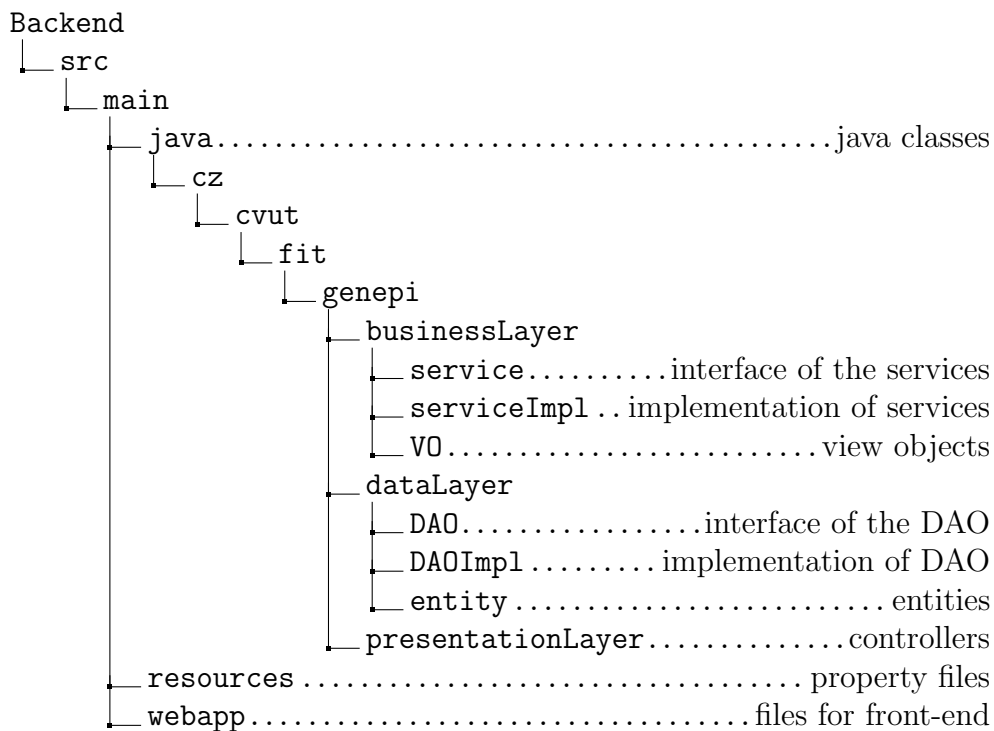 Backend
src
main
java............................................java classes
cz
cvut
fit
genepi
businessLayer
service..........interface of the services
serviceImpl..implementation of services
VO...........................view objects
dataLayer
DAO.................interface of the DAO
DAOImpl.........implementation of DAO
entity...........................entities
presentationLayer..............controllers
resources...................................property files
webapp....................................files for front-end